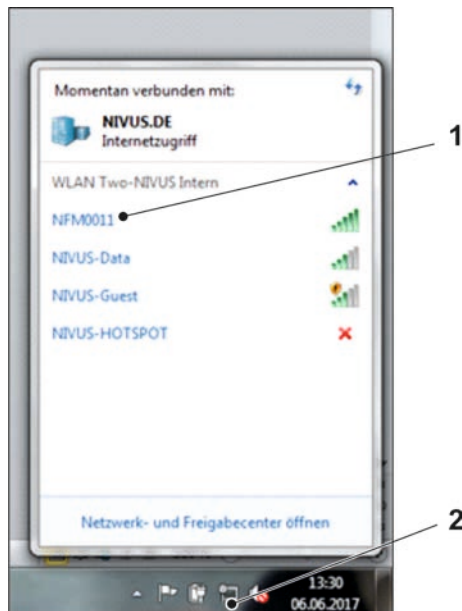 Momentan verbunden mit:
NIVUS.DE
Internetzugriff
WLAN Two-NIVUS Intern
1
NFM0011
NIVUS-Data
NIVUS-Guest
NIVUS-HOTSPOT
Netzwerk- und Freigabecenter öffnen
2
13:30
06.06.2017